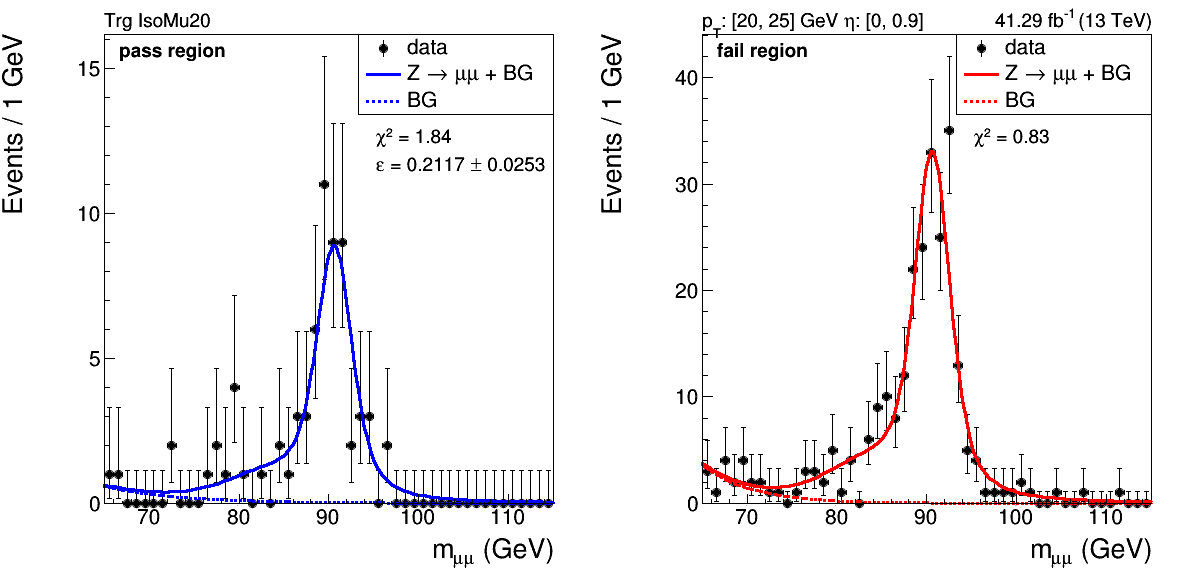 Trg IsoMu20
pass region
data
Z → μμ + BG
BG
χ² = 1.84
ε = 0.2117 ± 0.0253
Events / 1 GeV
15
10
5
0
70 80 90 100 110
m_μμ (GeV)
p_T: [20, 25] GeV η: [0, 0.9] 41.29 fb⁻¹ (13 TeV)
fail region
data
Z → μμ + BG
BG
χ² = 0.83
Events / 1 GeV
40
30
20
10
0
70 80 90 100 110
m_μμ (GeV)